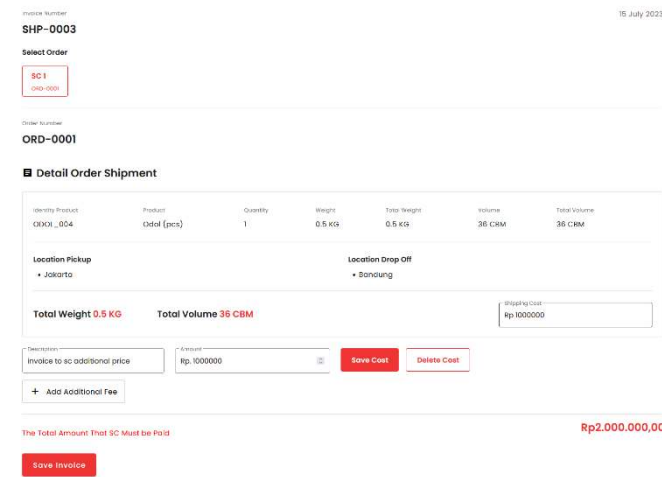 Invoice Number
15 July 2023
SHP-0003
Select Order
SC 1
ORD-0001
Order Number
ORD-0001
Detail Order Shipment
Identity Product Product Quantity Weight Total Weight Volume Total Volume
ODOL_004 Odol (pcs) 1 0.5 KG 0.5 KG 36 CBM 36 CBM
Location Pickup Location Drop Off
• Jakarta • Bandung
Shipping Cost
Total Weight 0.5 KG Total Volume 36 CBM Rp 1000000
Description Amount
Invoice to sc additional price Rp. 1000000 Save Cost Delete Cost
+ Add Additional Fee
The Total Amount That SC Must be Paid Rp2.000.000,00
Save Invoice